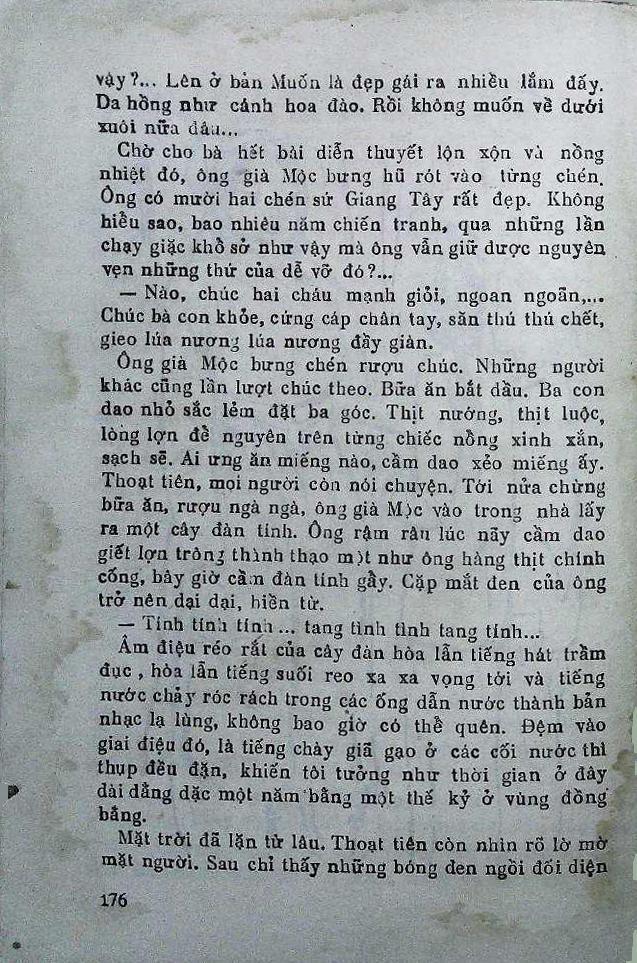 vậy?... Lên ở bản Muốn là đẹp gái ra nhiều lắm đấy.
Da hồng như cánh hoa đào. Rồi không muốn về dưới
xuôi nữa đâu...
Chờ cho bà hết bài diễn thuyết lộn xộn và nồng
nhiệt đó, ông già Mộc bưng hũ rót vào từng chén.
Ông có mười hai chén sứ Giang Tây rất đẹp. Không
hiểu sao, bao nhiêu năm chiến tranh, qua những lần
chạy giặc khổ sở như vậy mà ông vẫn giữ được nguyên
vẹn những thứ của dễ vỡ đó?...
— Nào, chúc hai cháu mạnh giỏi, ngoan ngoãn,...
Chúc bà con khỏe, cứng cáp chân tay, săn thú thú chết,
gieo lúa nương lúa nương đầy giàn.
Ông già Mộc bưng chén rượu chúc. Những người
khác cũng lần lượt chúc theo. Bữa ăn bắt đầu. Ba con
dao nhỏ sắc lẻm đặt ba góc. Thịt nướng, thịt luộc,
lòng lợn để nguyên trên từng chiếc nồng xinh xắn,
sạch sẽ. Ai ưng ăn miếng nào, cầm dao xẻo miếng ấy.
Thoạt tiên, mọi người còn nói chuyện. Tới nửa chừng
bữa ăn, rượu ngà ngà, ông già Mộc vào trong nhà lấy
ra một cây đàn tính. Ông rậm râu lúc nãy cầm dao
giết lợn trông thành thạo một như ông hàng thịt chính
cống, bây giờ cầm đàn tính gẩy. Cặp mắt đen của ông
trở nên dại dại, hiền từ.
— Tính tính tính... tang tình tình tang tính...
Âm điệu réo rắt của cây đàn hòa lẫn tiếng hát trầm
đục, hòa lẫn tiếng suối reo xa xa vọng tới và tiếng
nước chảy róc rách trong các ống dẫn nước thành bản
nhạc lạ lùng, không bao giờ có thể quên. Đệm vào
giai điệu đó, là tiếng chày giã gạo ở các cối nước thì
thụp đều đặn, khiến tôi tưởng như thời gian ở đây
dài dằng dặc một năm bằng một thế kỷ ở vùng đồng
bằng.
Mặt trời đã lặn từ lâu. Thoạt tiên còn nhìn rõ lờ mờ
mặt người. Sau chỉ thấy những bóng đen ngồi đối diện
176